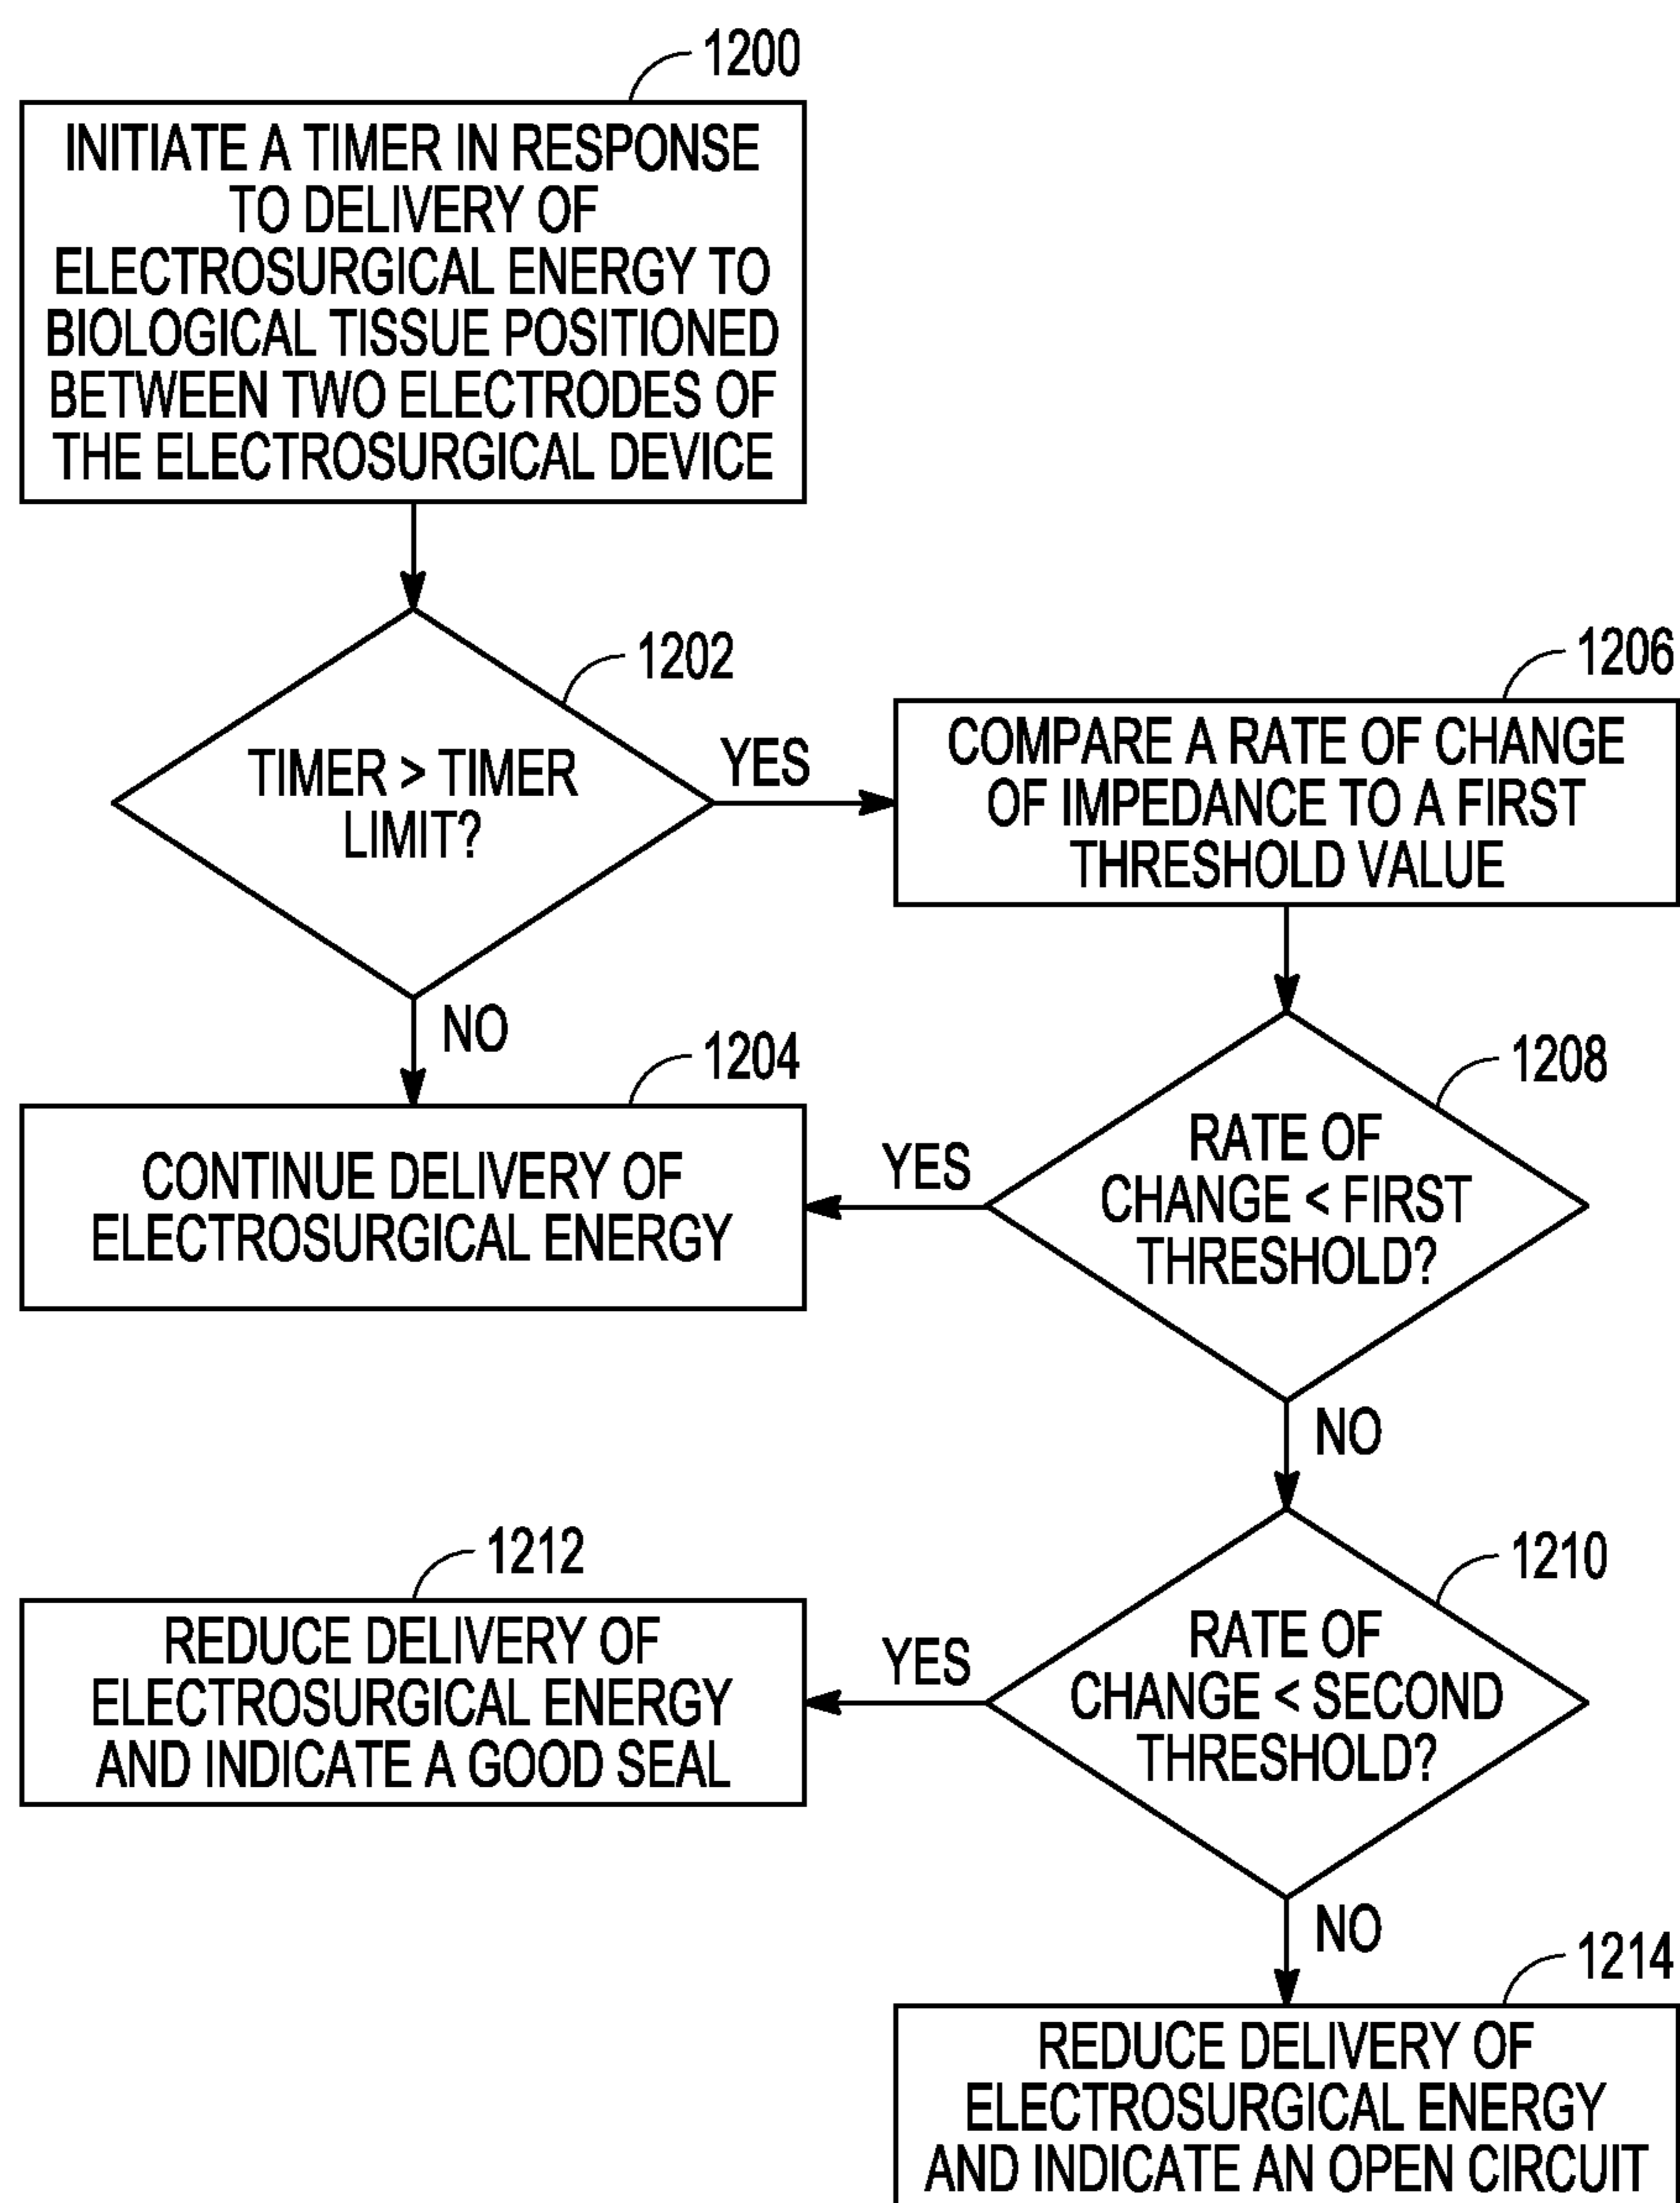 1200
INITIATE A TIMER IN RESPONSE
TO DELIVERY OF
ELECTROSURGICAL ENERGY TO
BIOLOGICAL TISSUE POSITIONED
BETWEEN TWO ELECTRODES OF
THE ELECTROSURGICAL DEVICE
1202
TIMER > TIMER
LIMIT?
YES
NO
1206
COMPARE A RATE OF CHANGE
OF IMPEDANCE TO A FIRST
THRESHOLD VALUE
1204
CONTINUE DELIVERY OF
ELECTROSURGICAL ENERGY
1208
RATE OF
CHANGE < FIRST
THRESHOLD?
YES
NO
1210
RATE OF
CHANGE < SECOND
THRESHOLD?
YES
NO
1212
REDUCE DELIVERY OF
ELECTROSURGICAL ENERGY
AND INDICATE A GOOD SEAL
1214
REDUCE DELIVERY OF
ELECTROSURGICAL ENERGY
AND INDICATE AN OPEN CIRCUIT